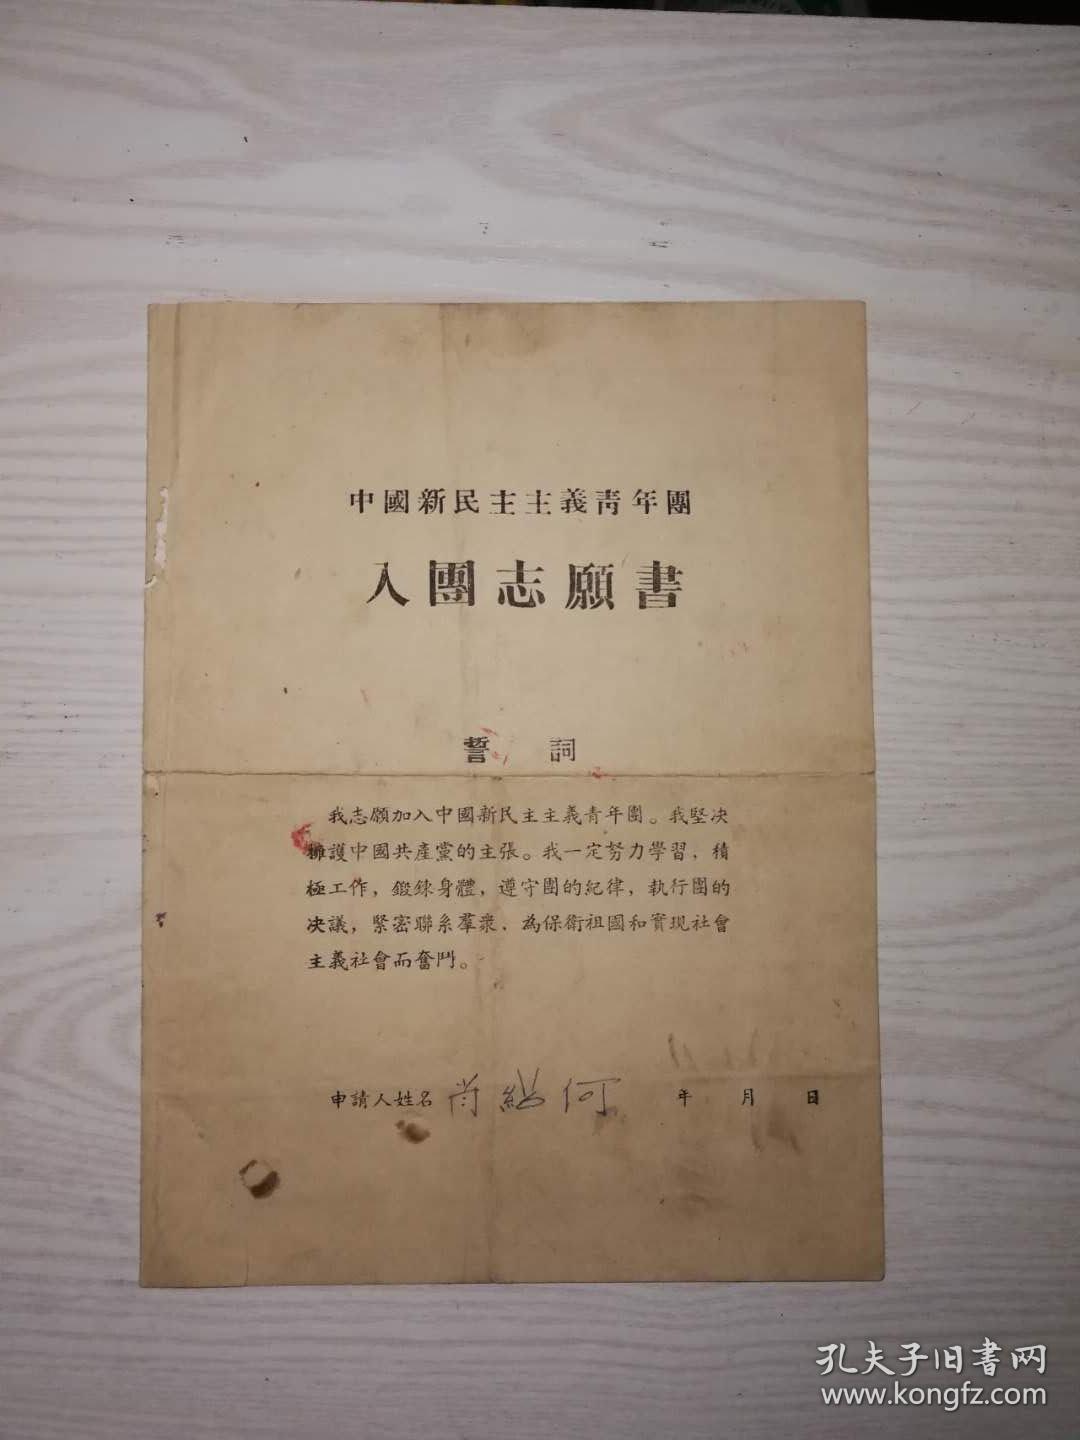 中國新民主主義靑年團
入團志願書
誓 詞
我志願加入中國新民主主義青年團。我堅决
擁護中國共產黨的主張。我一定努力學習，積
極工作，鍛鍊身體，遵守團的紀律，执行團的
决議，緊密聯系羣衆，為保衛祖國和實現社會
主義社會而奮鬥。
申請人姓名 年 月 日
孔夫子旧書网
www.kongfz.com